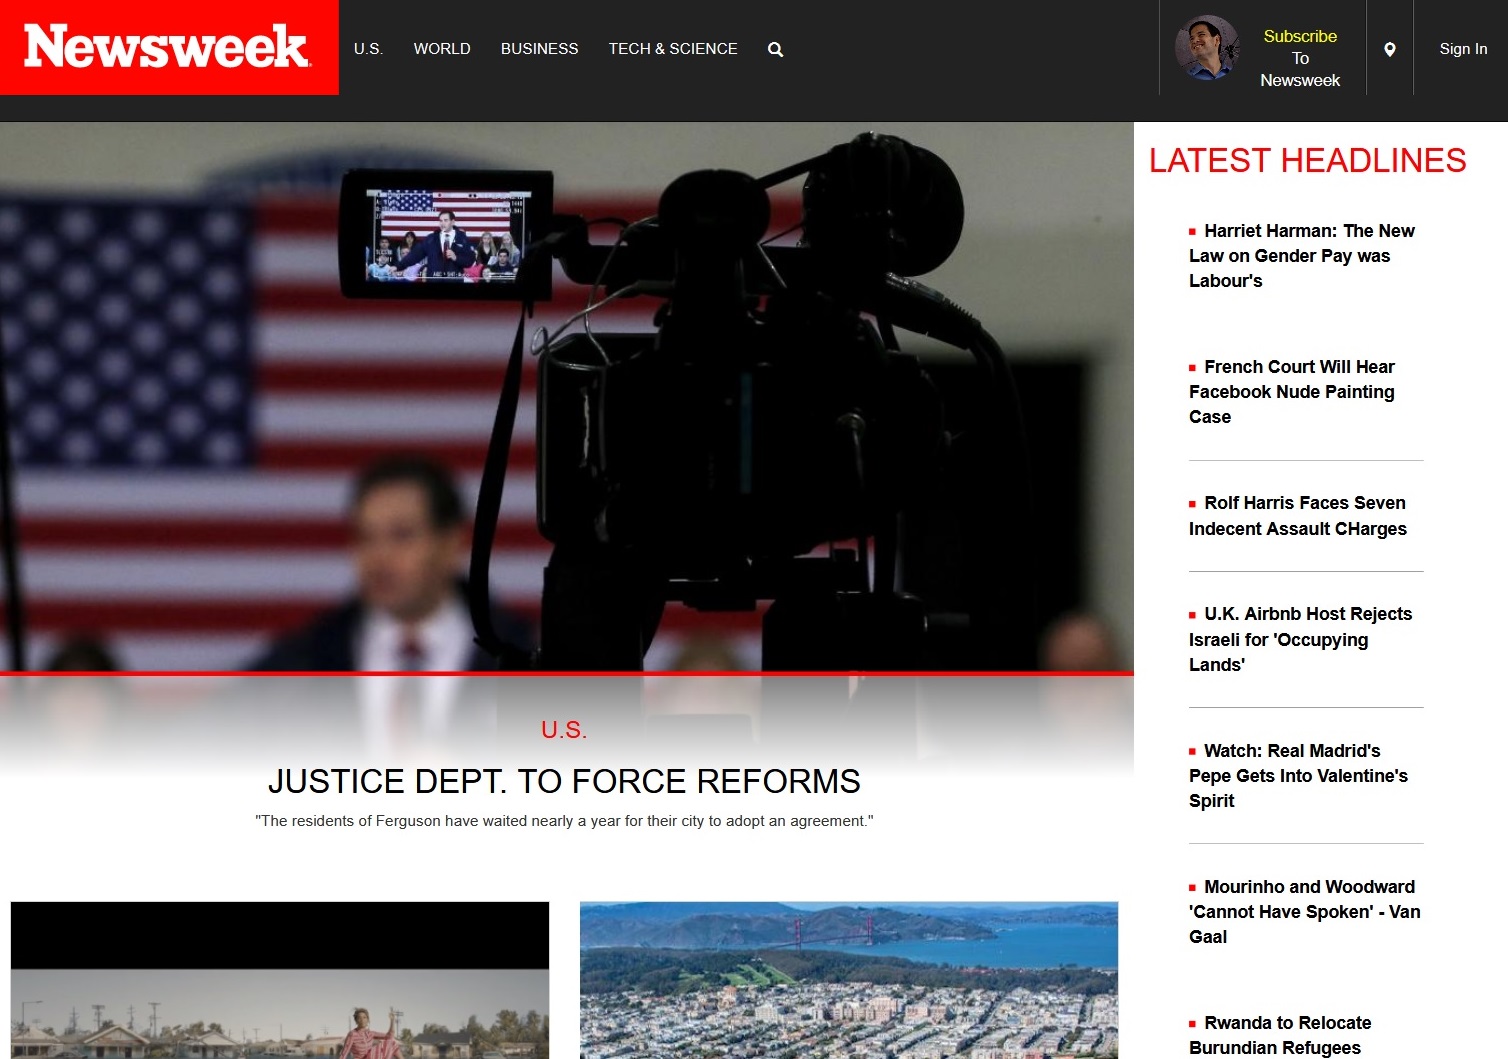 Newsweek
U.S.
WORLD
BUSINESS
TECH & SCIENCE
Subscribe
To
Newsweek
Sign In
LATEST HEADLINES
Harriet Harman: The New
Law on Gender Pay was
Labour's
French Court Will Hear
Facebook Nude Painting
Case
Rolf Harris Faces Seven
Indecent Assault CHarges
U.K. Airbnb Host Rejects
Israeli for 'Occupying
Lands'
Watch: Real Madrid's
Pepe Gets Into Valentine's
Spirit
Mourinho and Woodward
'Cannot Have Spoken' - Van
Gaal
Rwanda to Relocate
Burundian Refugees
U.S.
JUSTICE DEPT. TO FORCE REFORMS
"The residents of Ferguson have waited nearly a year for their city to adopt an agreement."